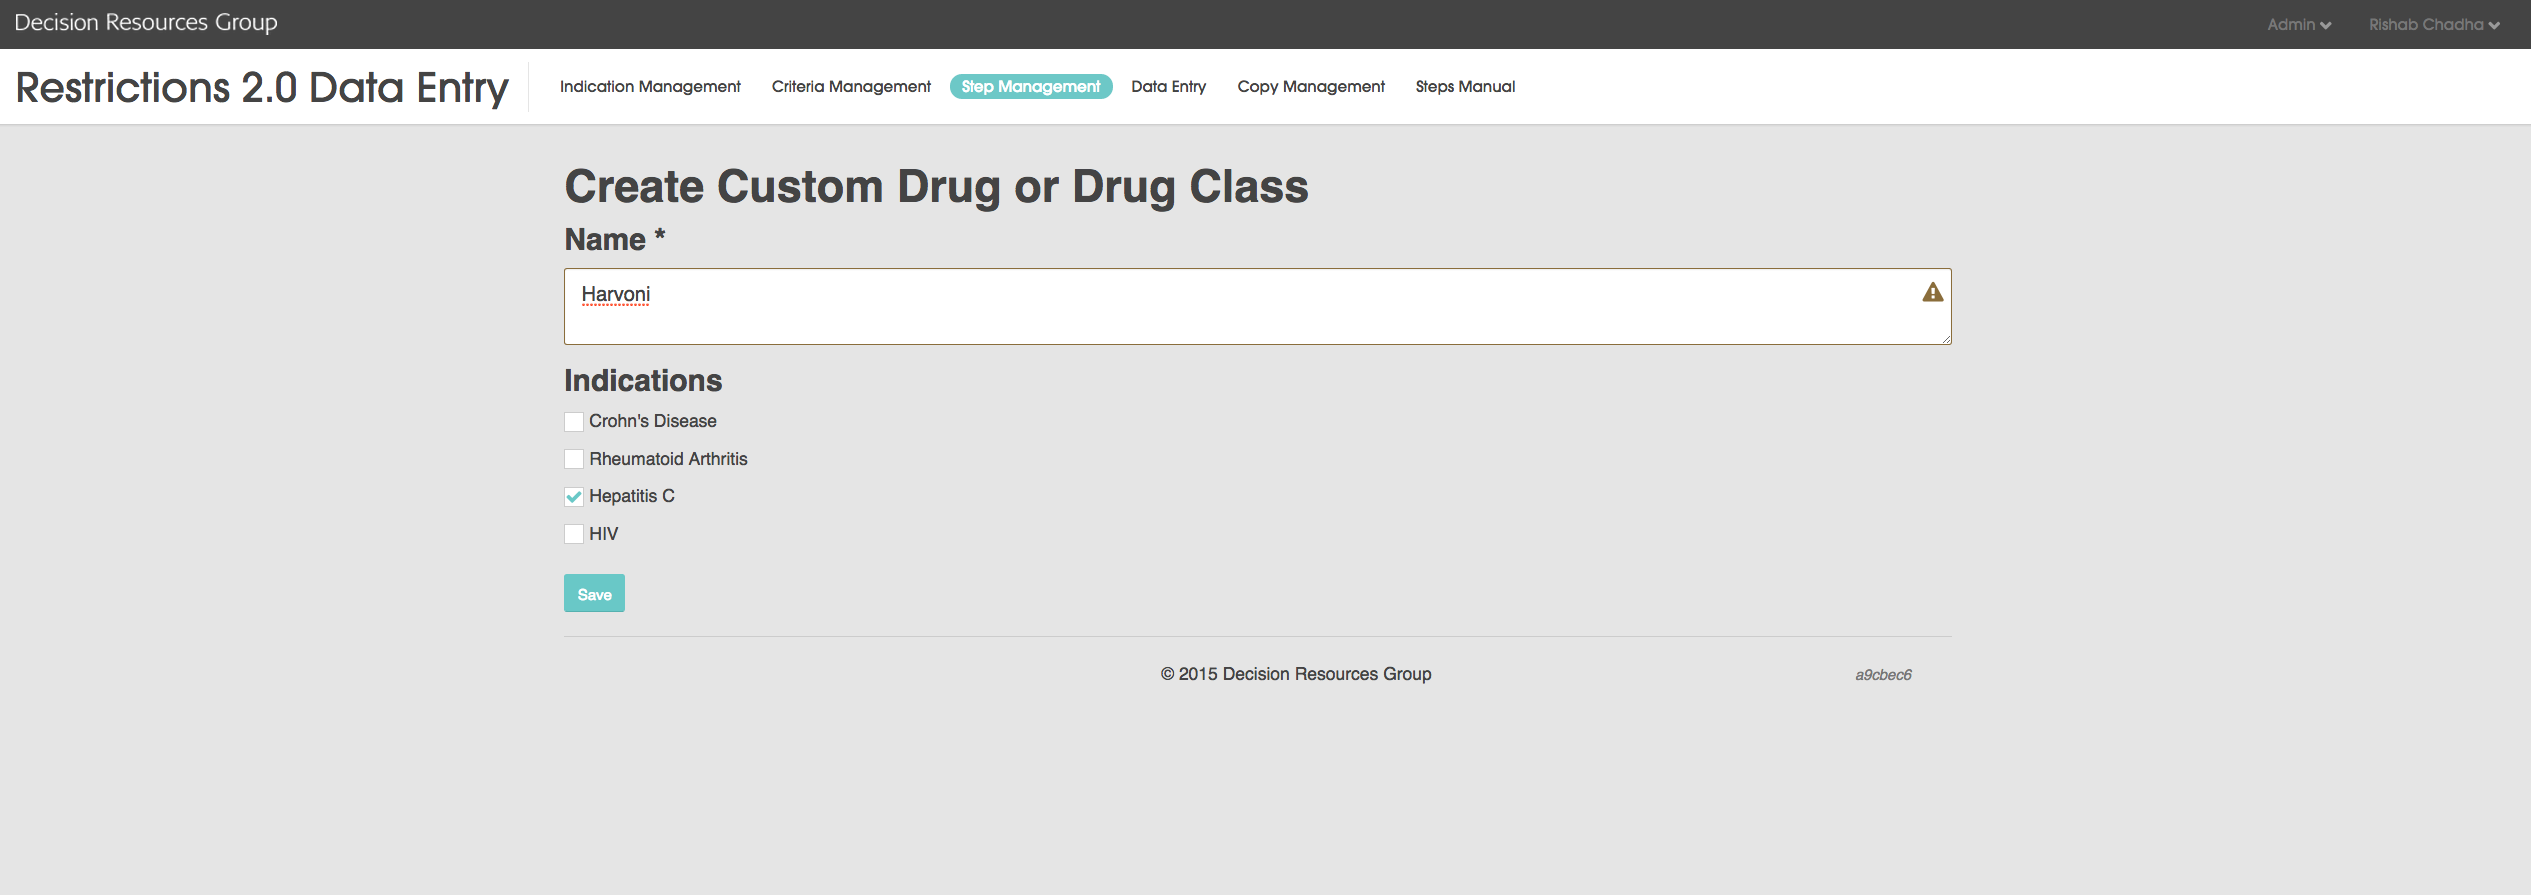 Decision Resources Group
Admin
Rishab Chadha
Restrictions 2.0 Data Entry
Indication Management
Criteria Management
Step Management
Data Entry
Copy Management
Steps Manual
Create Custom Drug or Drug Class
Name *
Harvoni
Indications
Crohn's Disease
Rheumatoid Arthritis
Hepatitis C
HIV
Save
© 2015 Decision Resources Group
a9cbec6